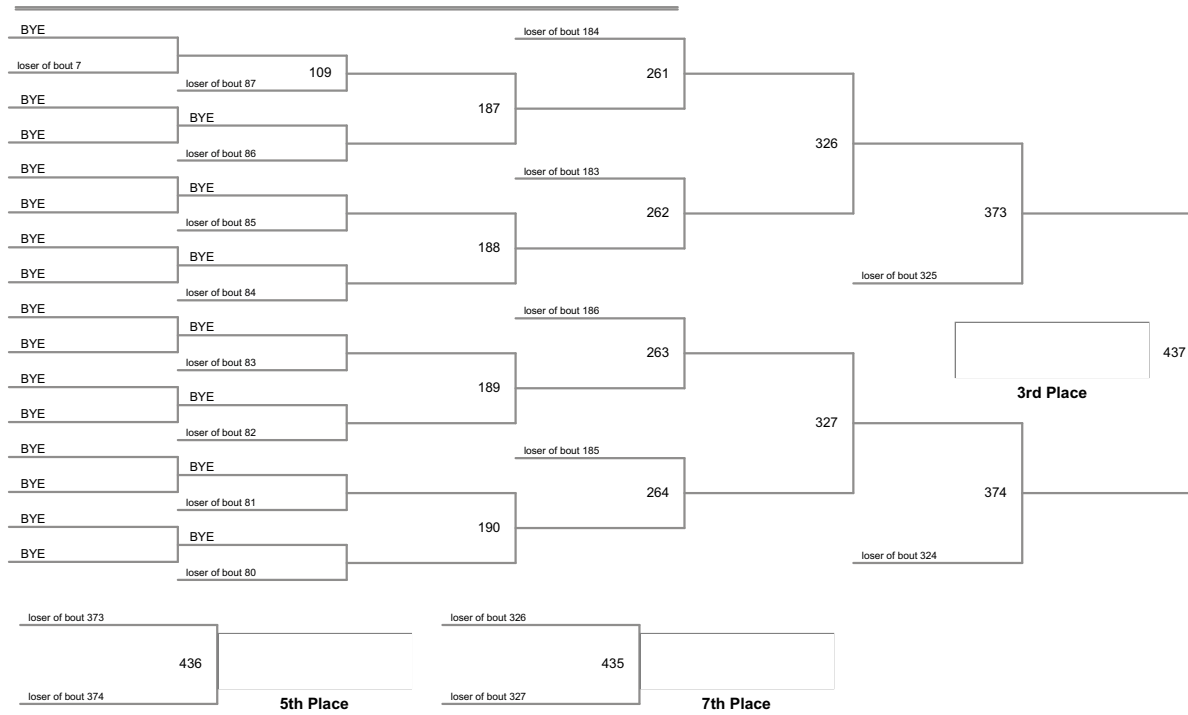 BYE
loser of bout 184
loser of bout 7
109
261
loser of bout 87
BYE
187
BYE
BYE
326
loser of bout 86
BYE
loser of bout 183
BYE
BYE
262
373
loser of bout 85
BYE
188
BYE
BYE
loser of bout 325
loser of bout 84
BYE
loser of bout 186
BYE
BYE
263
437
loser of bout 83
BYE
189
3rd Place
BYE
BYE
327
loser of bout 82
BYE
loser of bout 185
BYE
BYE
264
374
loser of bout 81
BYE
190
BYE
BYE
loser of bout 324
loser of bout 80
loser of bout 373
loser of bout 326
436
435
loser of bout 374
loser of bout 327
5th Place
7th Place